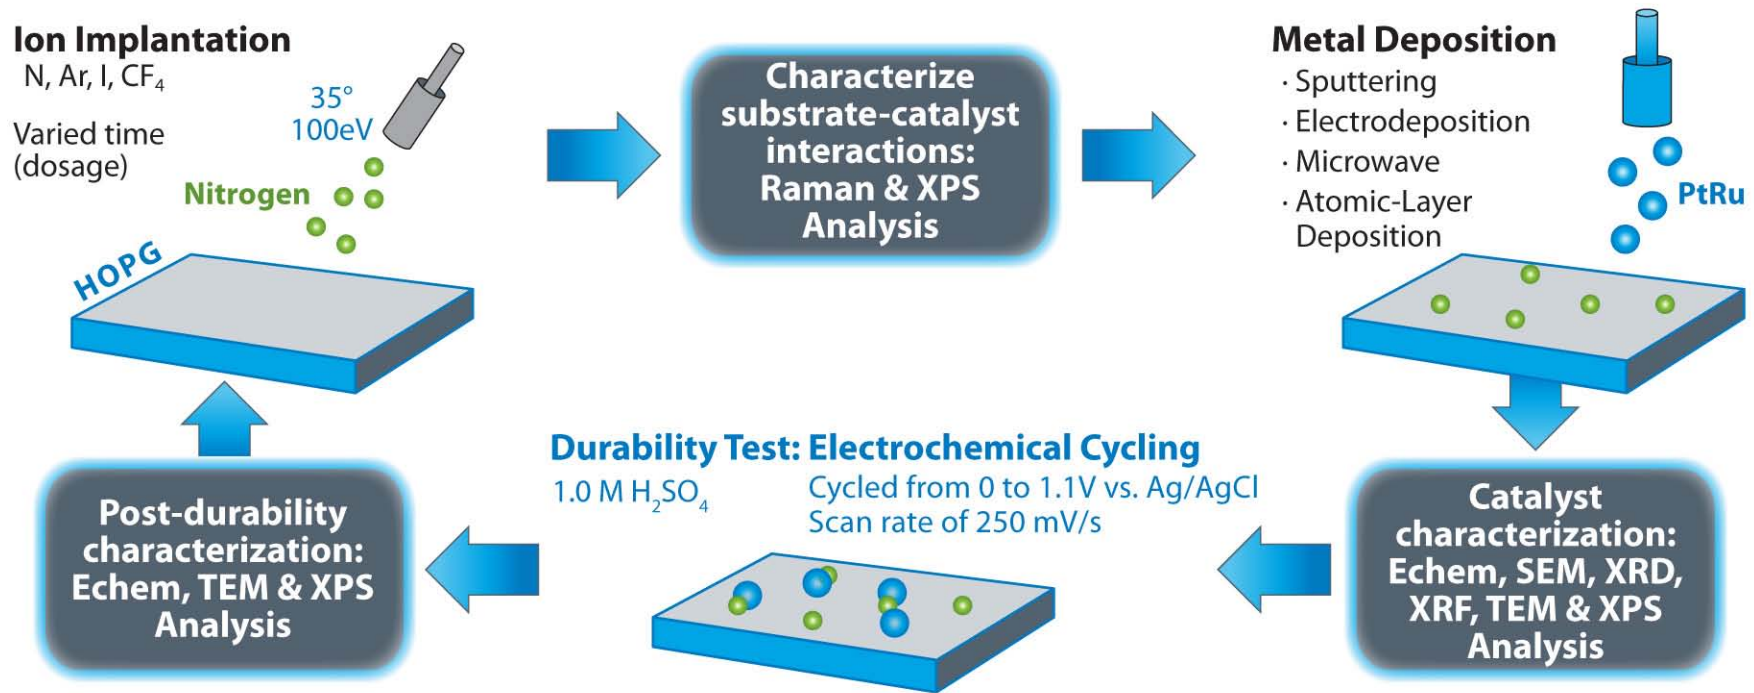 Ion Implantation
N, Ar, I, CF₄
Varied time
(dosage)
35°
100eV
Nitrogen
HOPG
Characterize
substrate-catalyst
interactions:
Raman & XPS
Analysis
Metal Deposition
· Sputtering
· Electrodeposition
· Microwave
· Atomic-Layer
Deposition
PtRu
Catalyst
characterization:
Echem, SEM, XRD,
XRF, TEM & XPS
Analysis
Durability Test: Electrochemical Cycling
1.0 M H₂SO₄
Cycled from 0 to 1.1V vs. Ag/AgCl
Scan rate of 250 mV/s
Post-durability
characterization:
Echem, TEM & XPS
Analysis